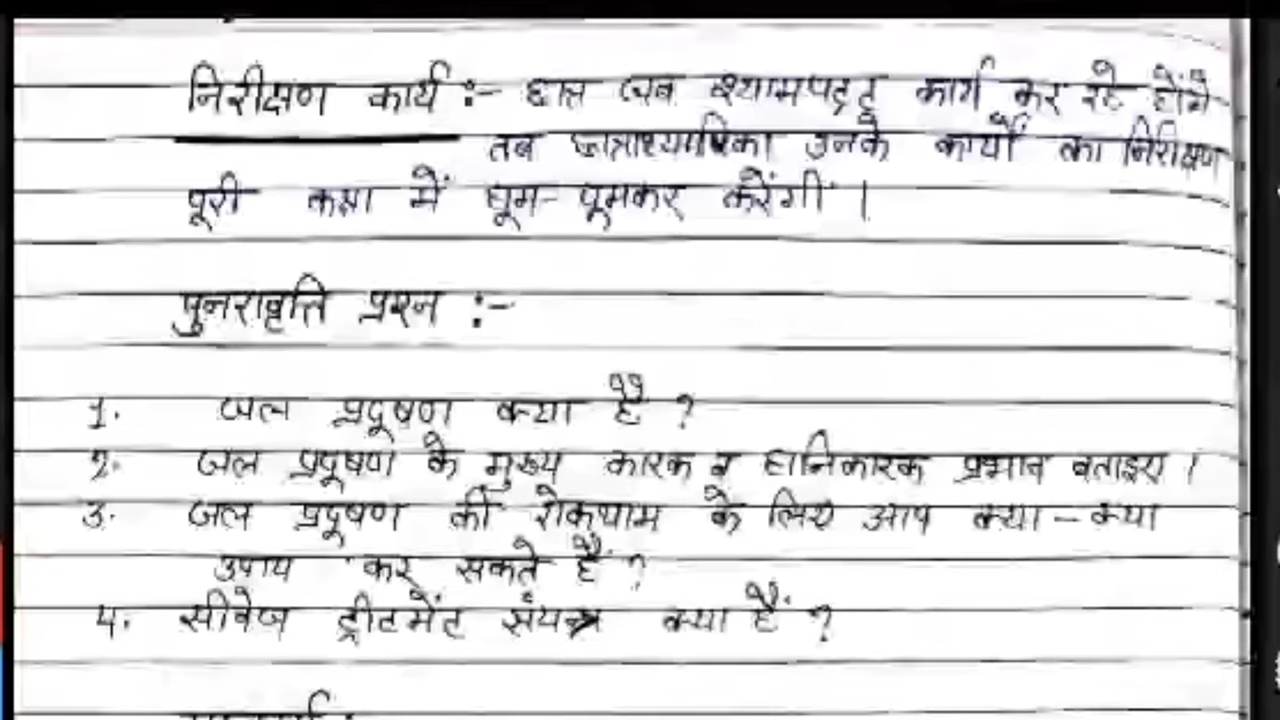 निरीक्षण कार्य :- छात्र जब श्यामपट्ट कार्य कर रहे होंगे
तब छात्राध्यापिका उनके कार्यों का निरीक्षण
पूरी कक्षा में घूम-घूमकर करेंगी ।
पुनरावृत्ति प्रश्न :-
1. जल प्रदूषण क्या है ?
2. जल प्रदूषण के मुख्य कारक व हानिकारक प्रभाव बताइए ।
3. जल प्रदूषण की रोकथाम के लिए आप क्या - क्या
उपाय कर सकते हैं ?
4. सीवेज ट्रीटमेंट संयन्त्र क्या हैं ?